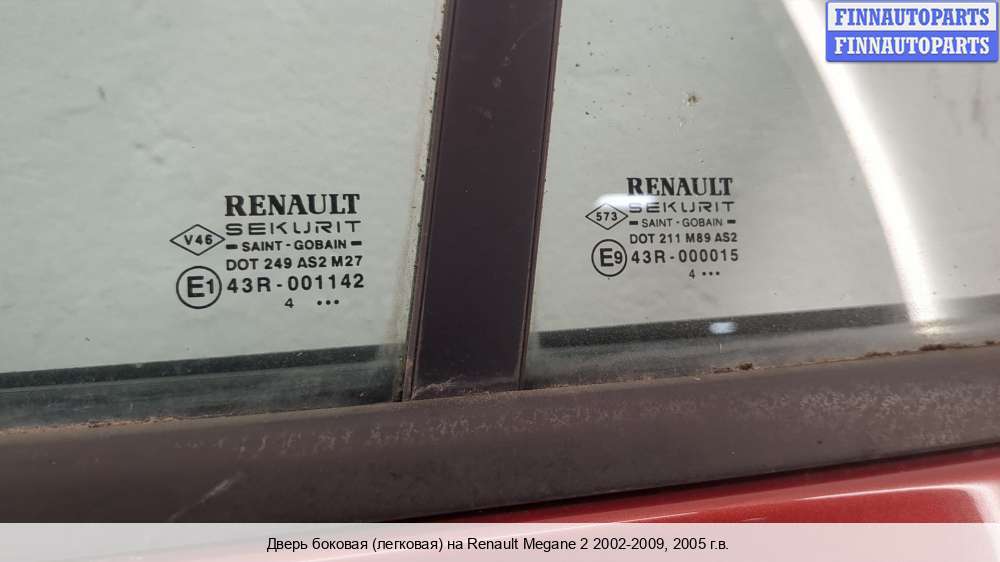 FINNAUTOPARTS
FINNAUTOPARTS
RENAULT
SEKURIT
SAINT-GOBAIN
V46
DOT 249 AS2 M27
E1 43R-001142
4 •••
RENAULT
SEKURIT
SAINT-GOBAIN
573
DOT 211 M89 AS2
E9 43R-000015
4 •••
Дверь боковая (легковая) на Renault Megane 2 2002-2009, 2005 г.в.